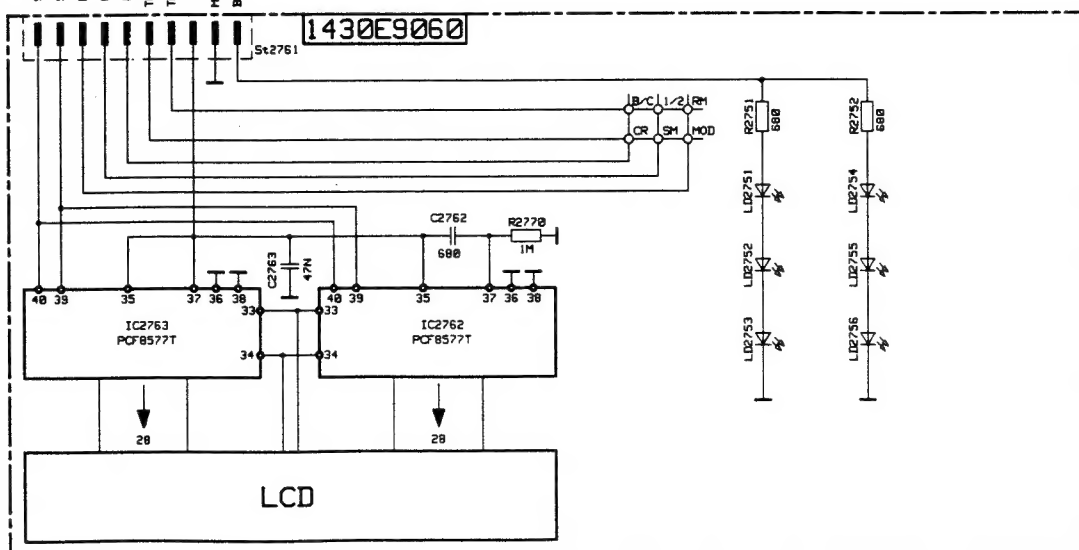 T
T
M
B
1430E9060
St2761
B/C 1/2 RM
CR SM MOD
R2751
680
R2752
680
LD2751
LD2754
C2762
680
R2770
1M
C2763
47N
LD2752
LD2755
40 39 35 37 36 38
40 39 35 37 36 38
33 33
IC2763
PCF8577T
IC2762
PCF8577T
34 34
LD2753
LD2756
28
28
LCD